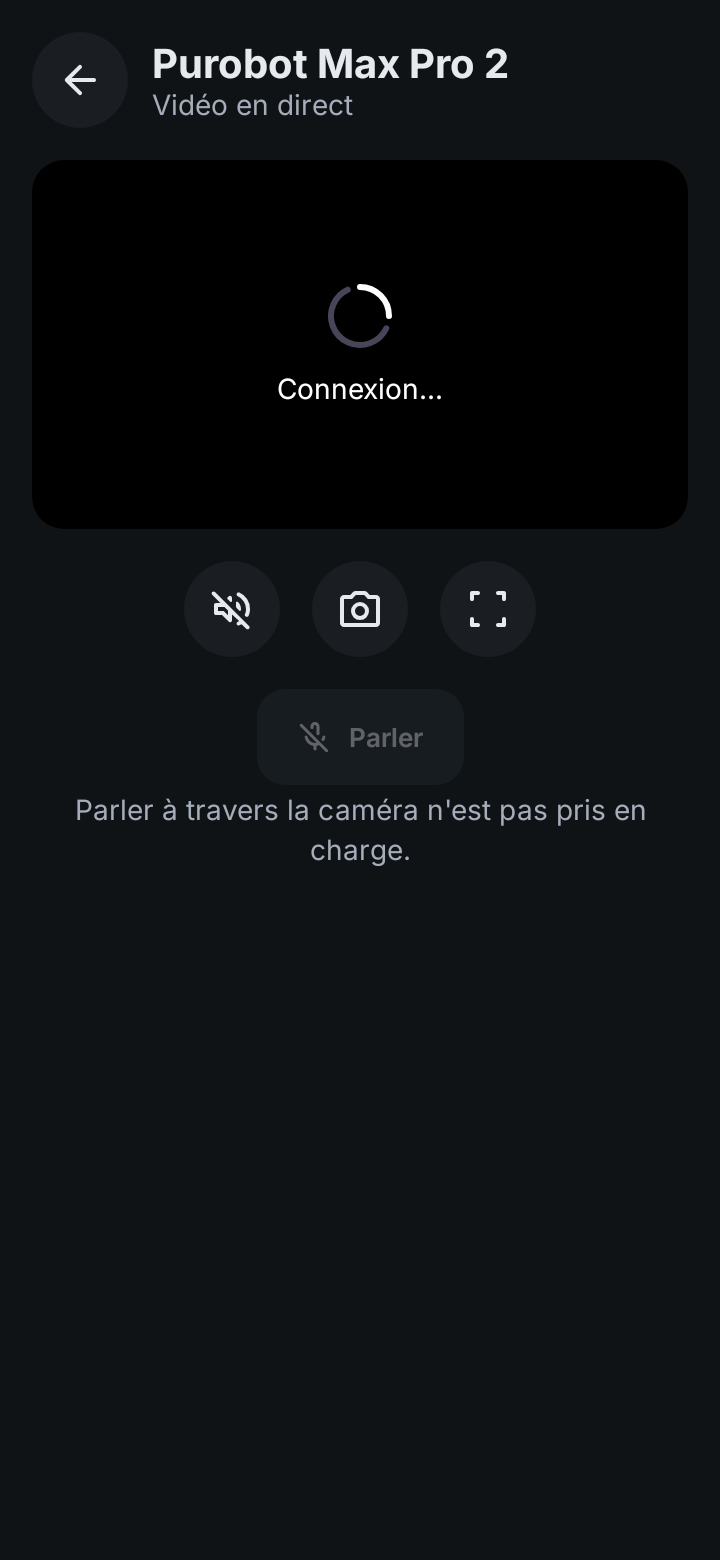 Purobot Max Pro 2
Vidéo en direct
Connexion...
Parler
Parler à travers la caméra n'est pas pris en
charge.